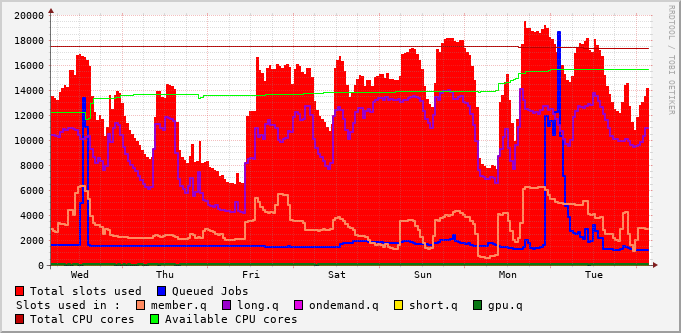 20000
18000
16000
14000
12000
10000
8000
6000
4000
2000
0
Wed Thu Fri Sat Sun Mon Tue
RRDTOOL / TOBI OETIKER
Total slots used Queued Jobs
Slots used in : member.q long.q ondemand.q short.q gpu.q
Total CPU cores Available CPU cores